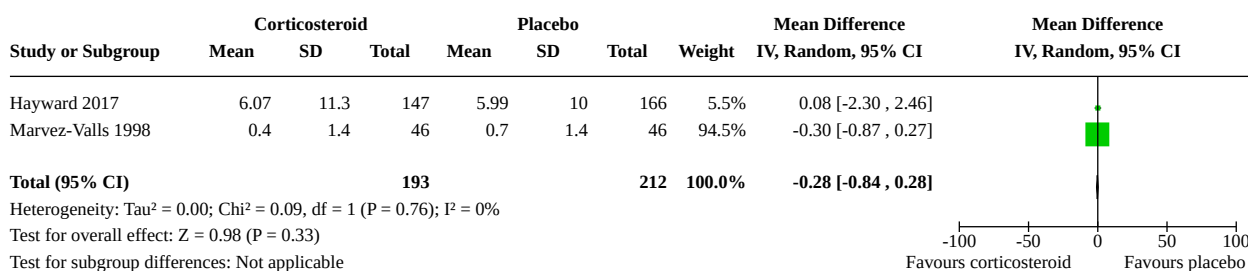 Corticosteroid Placebo Mean Difference Mean Difference
Study or Subgroup Mean SD Total Mean SD Total Weight IV, Random, 95% CI IV, Random, 95% CI
Hayward 2017 6.07 11.3 147 5.99 10 166 5.5% 0.08 [-2.30 , 2.46]
Marvez-Valls 1998 0.4 1.4 46 0.7 1.4 46 94.5% -0.30 [-0.87 , 0.27]
Total (95% CI) 193 212 100.0% -0.28 [-0.84 , 0.28]
Heterogeneity: Tau² = 0.00; Chi² = 0.09, df = 1 (P = 0.76); I² = 0%
Test for overall effect: Z = 0.98 (P = 0.33) -100 -50 0 50 100
Test for subgroup differences: Not applicable Favours corticosteroid Favours placebo